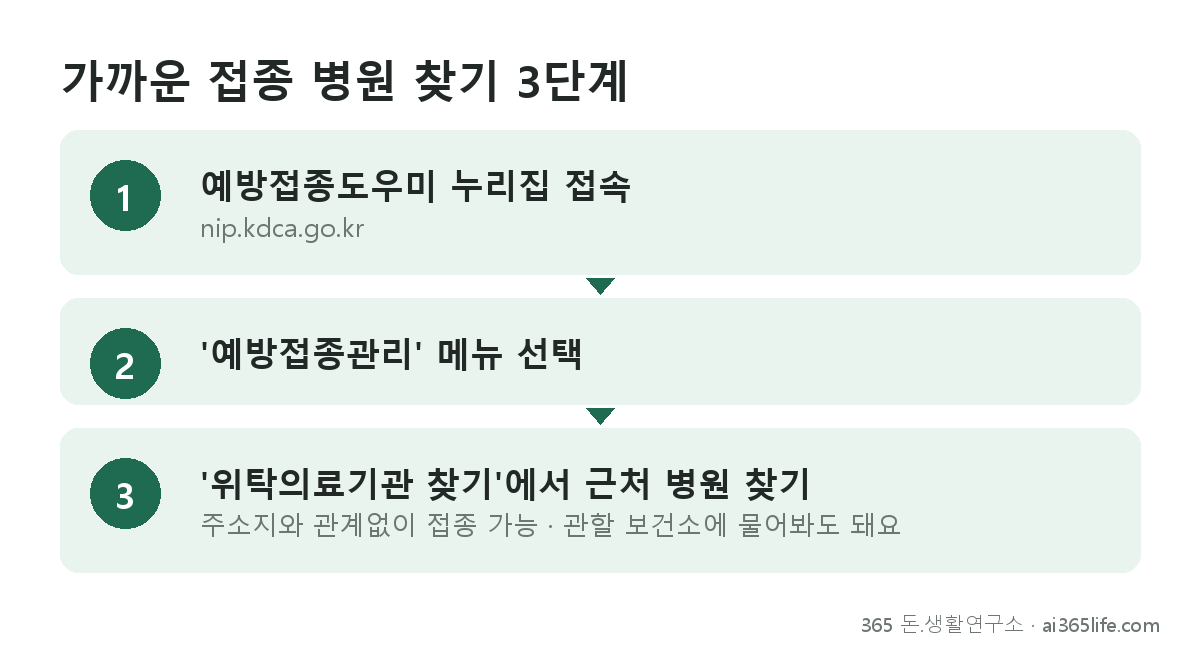 가까운 접종 병원 찾기 3단계
1
예방접종도우미 누리집 접속
nip.kdca.go.kr
2
'예방접종관리' 메뉴 선택
3
'위탁의료기관 찾기'에서 근처 병원 찾기
주소지와 관계없이 접종 가능 · 관할 보건소에 물어봐도 돼요
365 돈.생활연구소 · ai365life.com